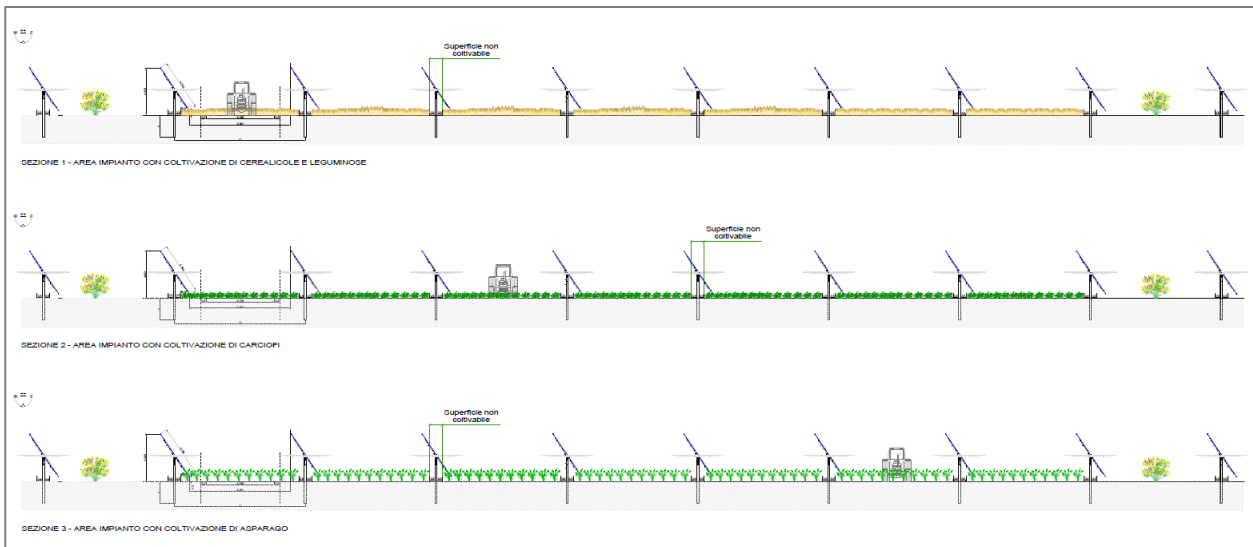 Superficie non
coltivabile
SEZIONE 1 - AREA IMPIANTO CON COLTIVAZIONE DI CEREALICOLE E LEGUMINOSE
Superficie non
coltivabile
SEZIONE 2 - AREA IMPIANTO CON COLTIVAZIONE DI CARCIOFI
Superficie non
coltivabile
SEZIONE 3 - AREA IMPIANTO CON COLTIVAZIONE DI ASPARAGO